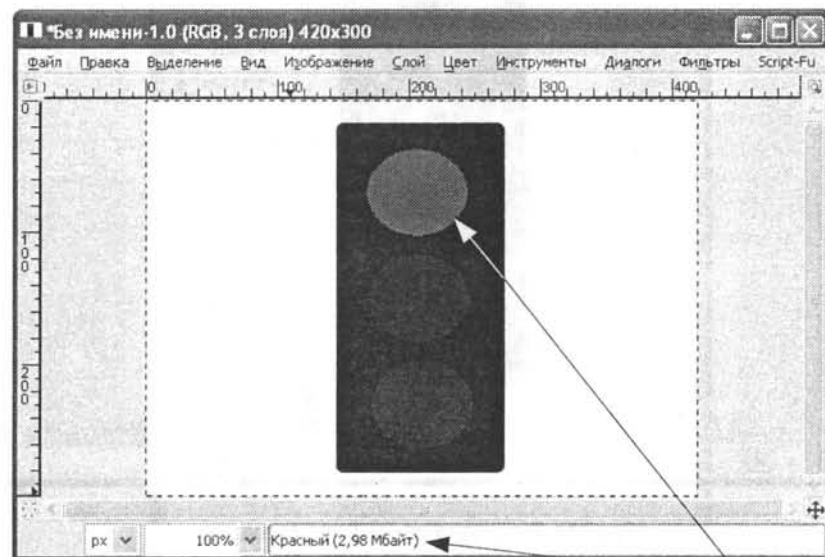 *Без имени-1.0 (RGB, 3 слоя) 420x300
Файл Правка Выделение Вид Изображение Слой Цвет Инструменты Диалоги Фильтры Script-Fu
0 100 200 300 400
0
100
200
px 100% Красный (2,98 Мбайт)